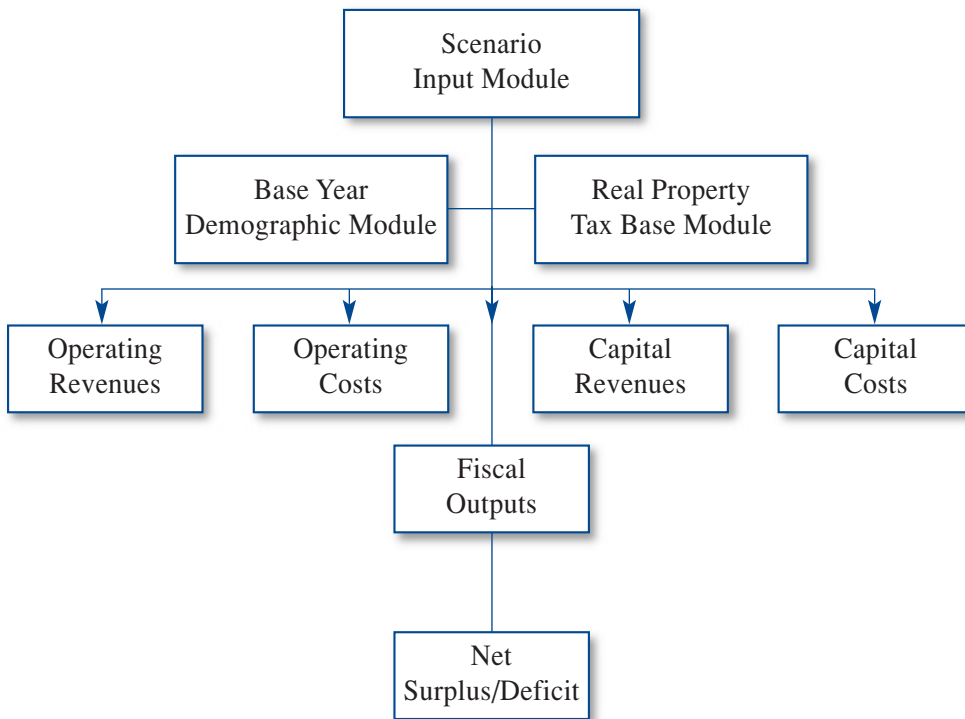 Scenario
Input Module
Base Year
Demographic Module
Real Property
Tax Base Module
Operating
Revenues
Operating
Costs
Capital
Revenues
Capital
Costs
Fiscal
Outputs
Net
Surplus/Deficit